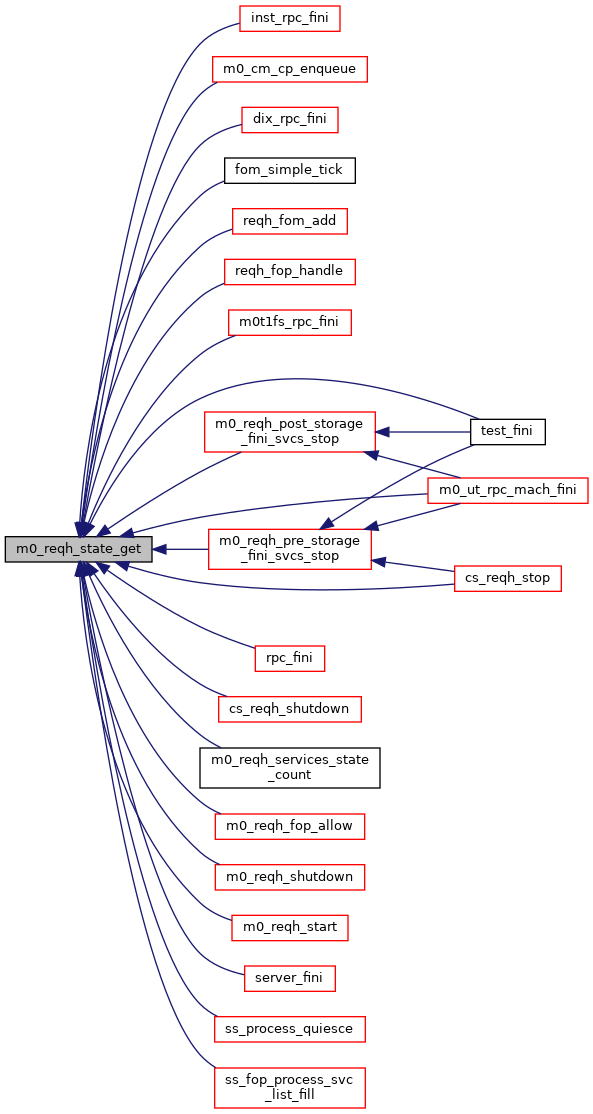 inst_rpc_fini
m0_cm_cp_enqueue
dix_rpc_fini
fom_simple_tick
reqh_fom_add
reqh_fop_handle
m0t1fs_rpc_fini
m0_reqh_post_storage
_fini_svcs_stop
test_fini
m0_ut_rpc_mach_fini
m0_reqh_state_get
m0_reqh_pre_storage
_fini_svcs_stop
cs_reqh_stop
rpc_fini
cs_reqh_shutdown
m0_reqh_services_state
_count
m0_reqh_fop_allow
m0_reqh_shutdown
m0_reqh_start
server_fini
ss_process_quiesce
ss_fop_process_svc
_list_fill